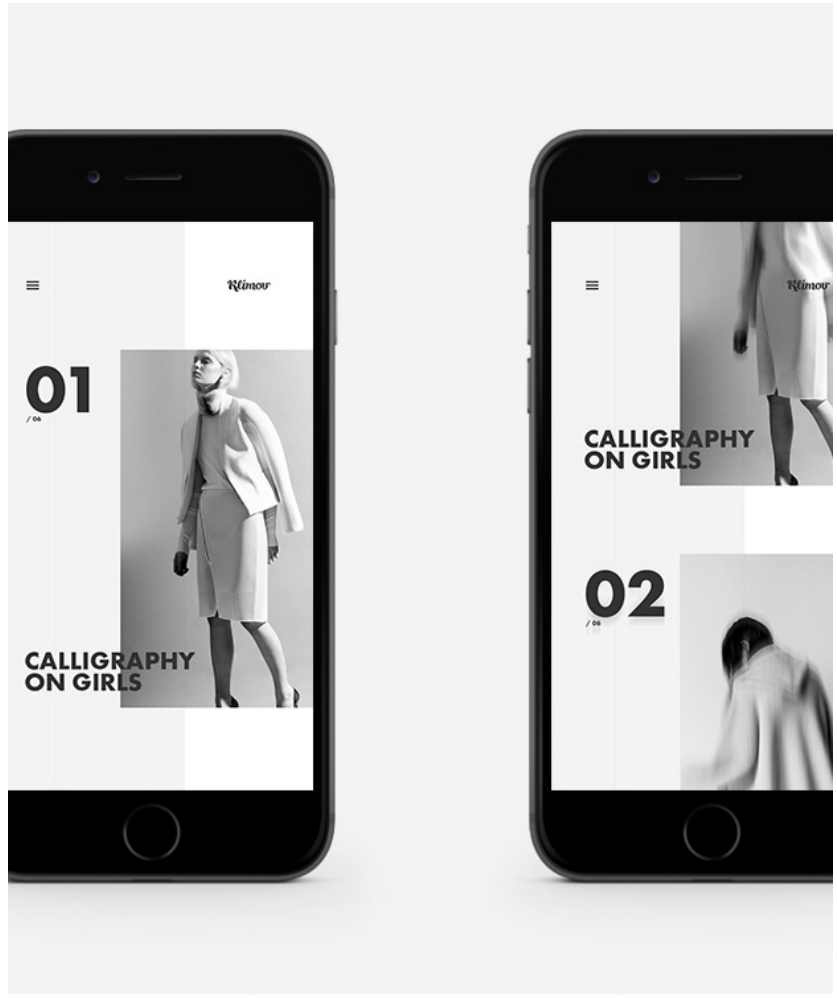 Klimov
01
/ 06
CALLIGRAPHY
ON GIRLS
Klimov
CALLIGRAPHY
ON GIRLS
02
/ 06